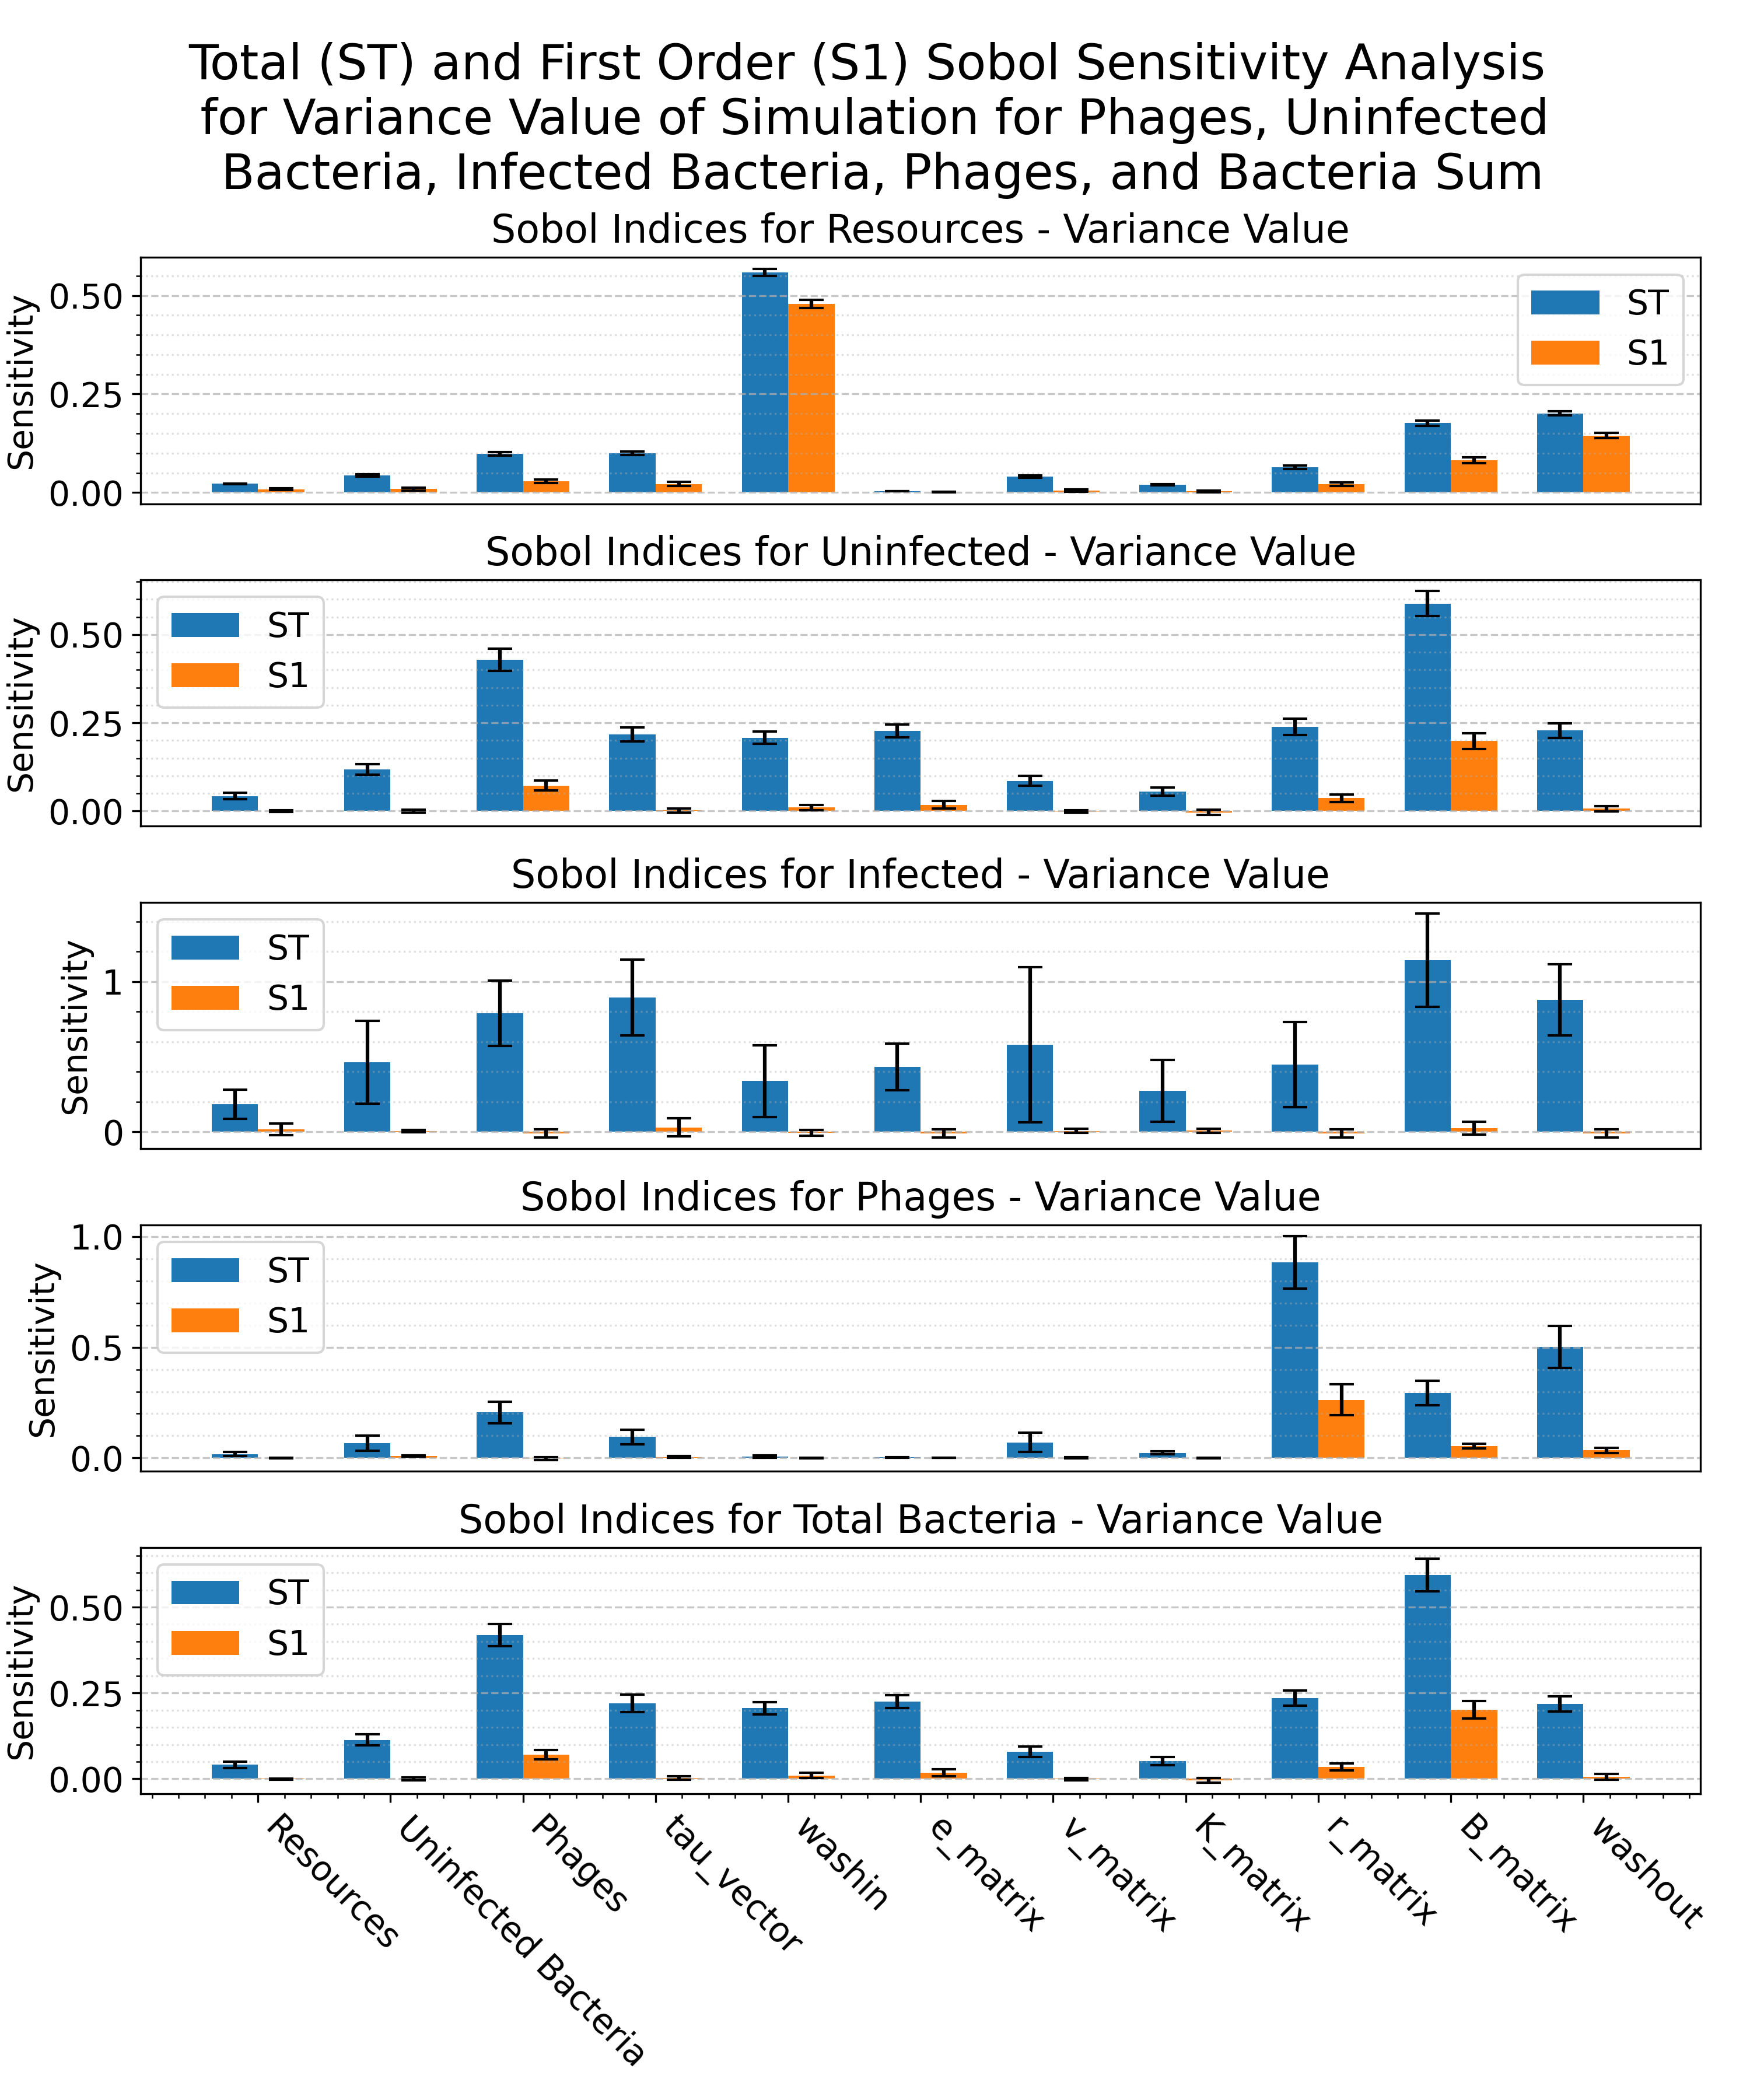 Total (ST) and First Order (S1) Sobol Sensitivity Analysis
for Variance Value of Simulation for Phages, Uninfected
Bacteria, Infected Bacteria, Phages, and Bacteria Sum
Sobol Indices for Resources - Variance Value
Sensitivity
0.50
0.25
0.00
ST
S1
Sobol Indices for Uninfected - Variance Value
Sensitivity
0.50
0.25
0.00
ST
S1
Sobol Indices for Infected - Variance Value
Sensitivity
1
0
ST
S1
Sobol Indices for Phages - Variance Value
Sensitivity
1.0
0.5
0.0
ST
S1
Sobol Indices for Total Bacteria - Variance Value
Sensitivity
0.50
0.25
0.00
ST
S1
Resources
Uninfected Bacteria
Phages
tau_vector
washin
e_matrix
v_matrix
K_matrix
r_matrix
B_matrix
washout